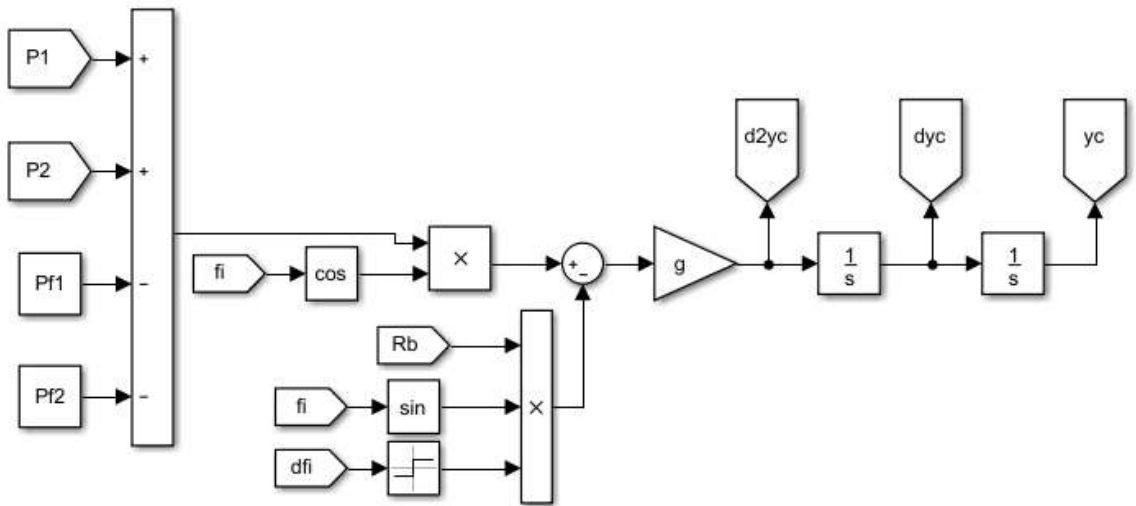 P1
+
P2
+
Pf1
−
Pf2
−
fi
cos
×
+
−
g
d2yc
1
s
dyc
1
s
yc
Rb
fi
sin
dfi
×